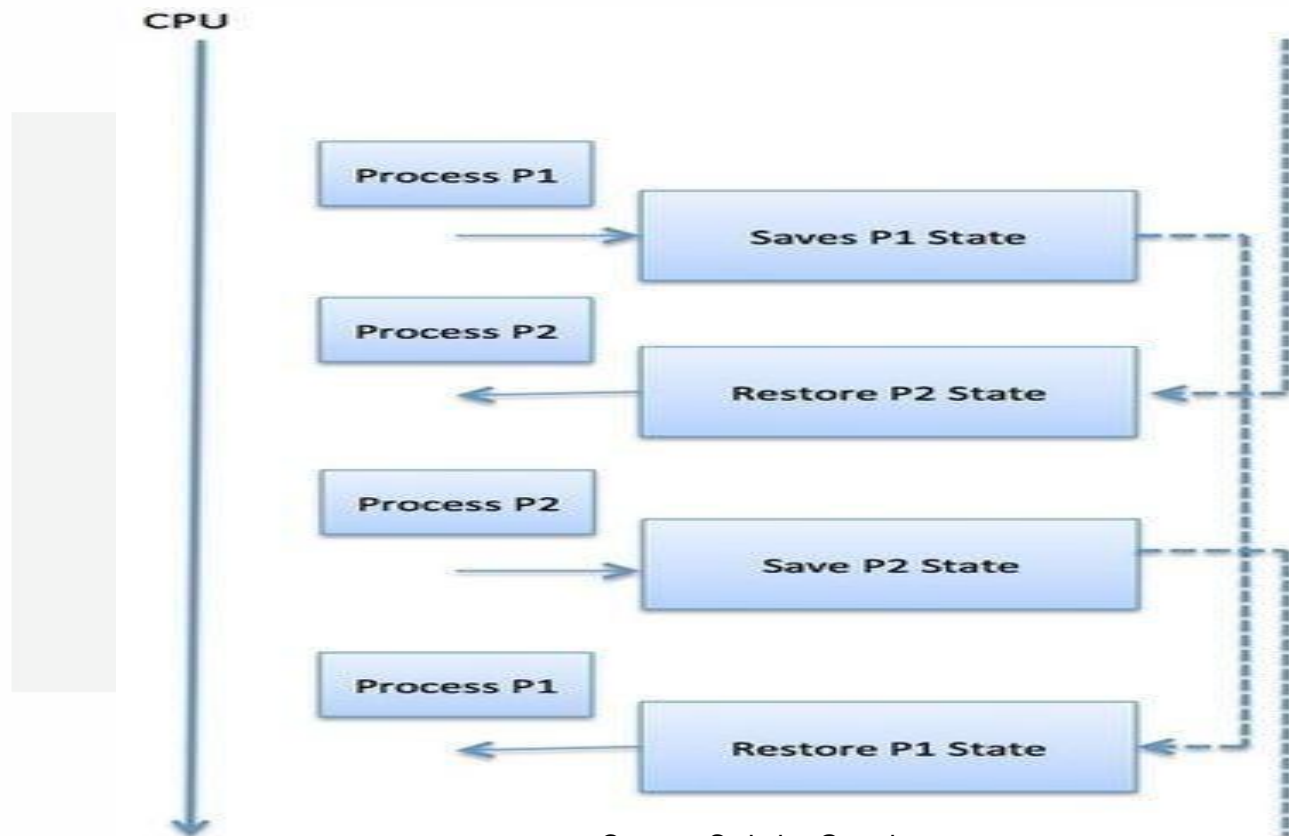 CPU
Process P1
Saves P1 State
Process P2
Restore P2 State
Process P2
Save P2 State
Process P1
Restore P1 State